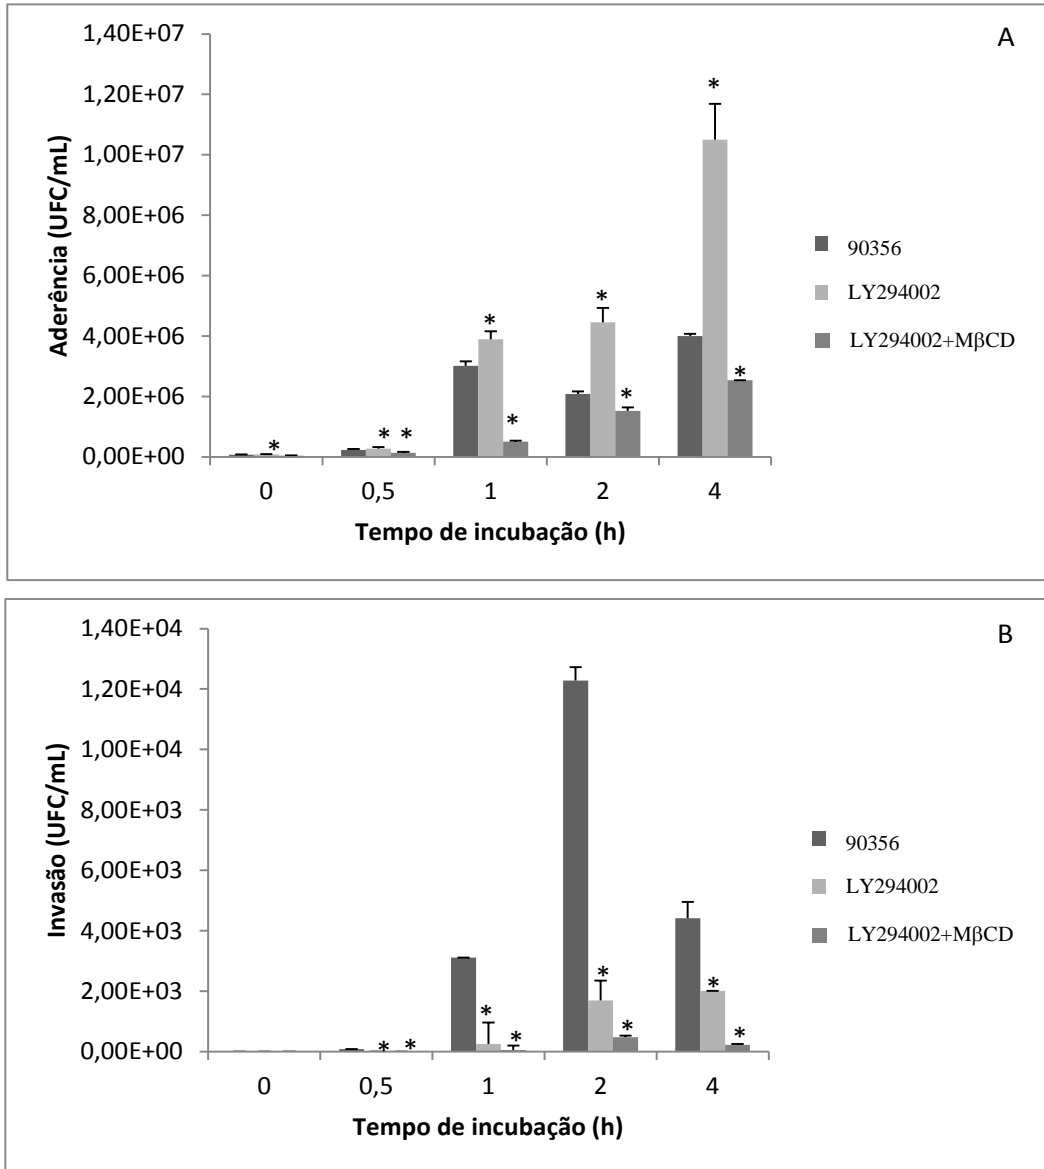 A
1,40E+07
1,20E+07
1,00E+07
8,00E+06
6,00E+06
4,00E+06
2,00E+06
0,00E+00
Aderência (UFC/mL)
* * * * * * * * *
0 0,5 1 2 4
Tempo de incubação (h)
90356
LY294002
LY294002+MβCD
B
1,40E+04
1,20E+04
1,00E+04
8,00E+03
6,00E+03
4,00E+03
2,00E+03
0,00E+00
Invasão (UFC/mL)
* * * * * * * *
0 0,5 1 2 4
Tempo de incubação (h)
90356
LY294002
LY294002+MβCD